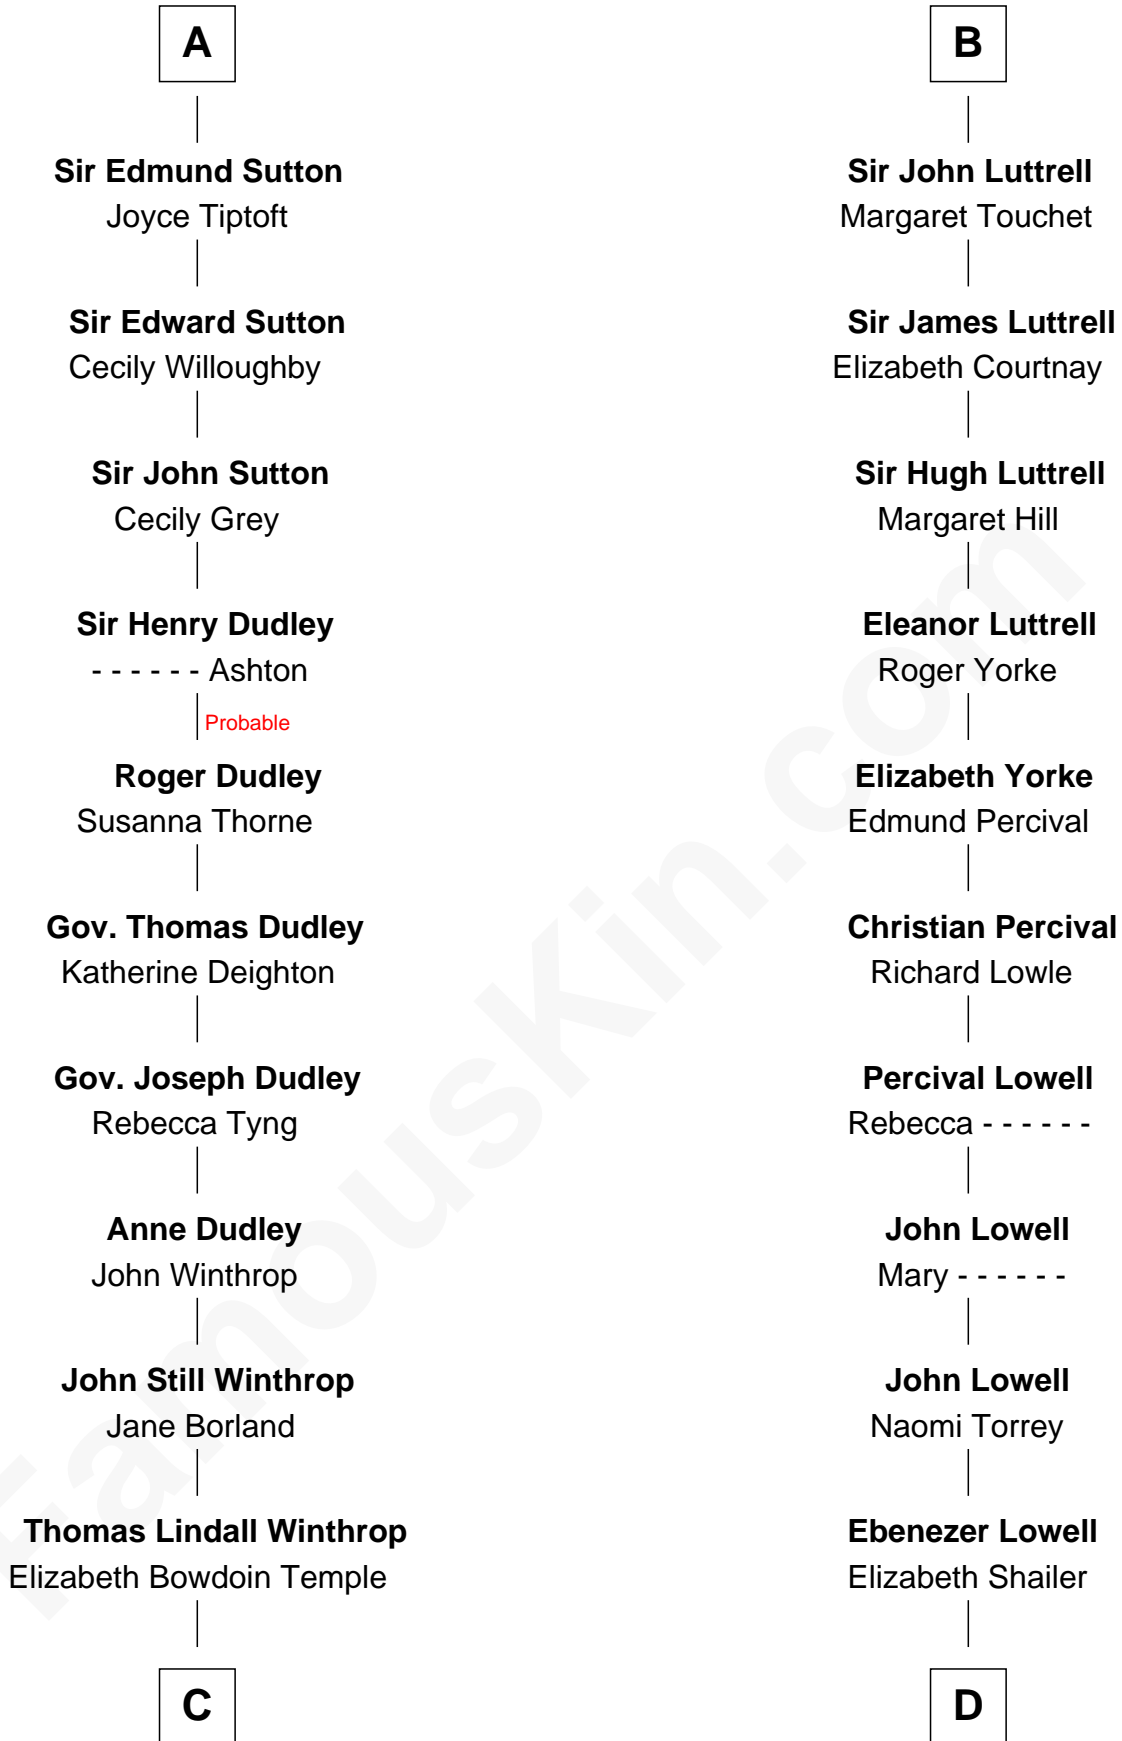 A
Sir Edmund Sutton
Joyce Tiptoft
Sir Edward Sutton
Cecily Willoughby
Sir John Sutton
Cecily Grey
Sir Henry Dudley
- - - - - - Ashton
Probable
Roger Dudley
Susanna Thorne
Gov. Thomas Dudley
Katherine Deighton
Gov. Joseph Dudley
Rebecca Tyng
Anne Dudley
John Winthrop
John Still Winthrop
Jane Borland
Thomas Lindall Winthrop
Elizabeth Bowdoin Temple
C
B
Sir John Luttrell
Margaret Touchet
Sir James Luttrell
Elizabeth Courtnay
Sir Hugh Luttrell
Margaret Hill
Eleanor Luttrell
Roger Yorke
Elizabeth Yorke
Edmund Percival
Christian Percival
Richard Lowle
Percival Lowell
Rebecca - - - - - -
John Lowell
Mary - - - - - -
John Lowell
Naomi Torrey
Ebenezer Lowell
Elizabeth Shailer
D
FamousKin.com